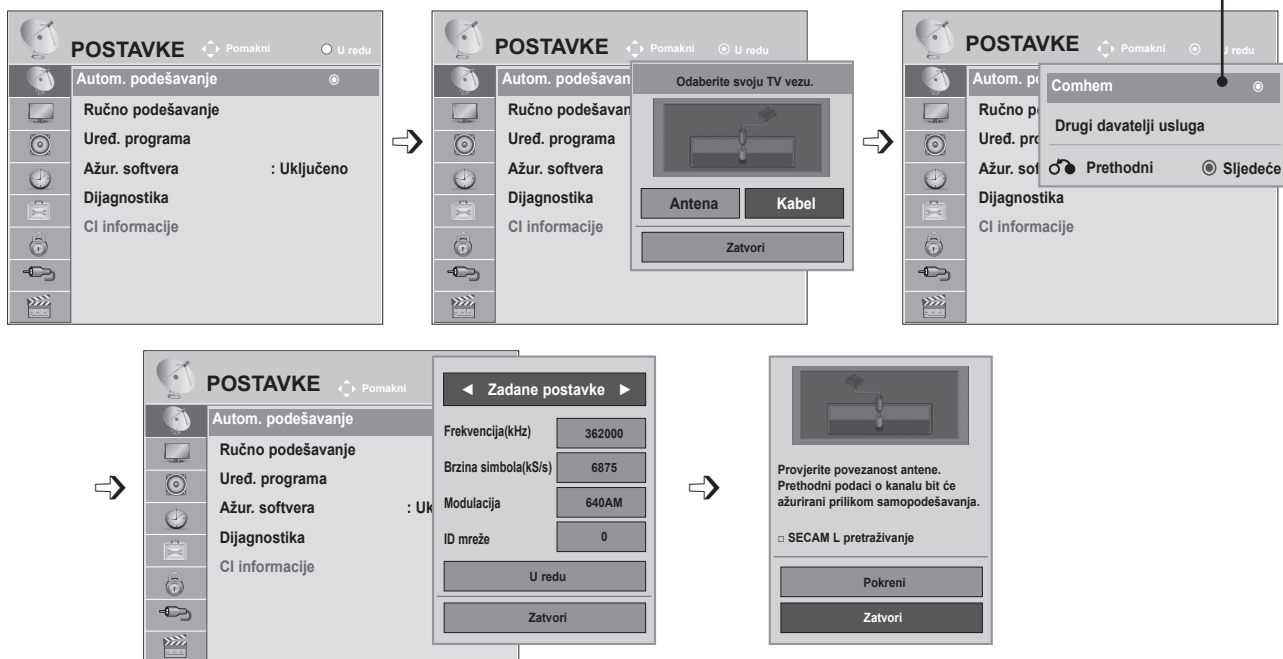 POSTAVKE Pomakni U redu
Autom. podešavanje
Ručno podešavanje
Uređ. programa
Ažur. softvera : Uključeno
Dijagnostika
CI informacije
POSTAVKE Pomakni U redu
Autom. podešavan
Ručno podešavan
Uređ. programa
Ažur. softvera
Dijagnostika
CI informacije
Odaberite svoju TV vezu.
Antena Kabel
Zatvori
POSTAVKE Pomakni redu
Autom. p
Ručno p
Uređ. pro
Ažur. sof
Dijagnostika
CI informacije
Comhem
Drugi davatelji usluga
Prethodni Sljedeće
POSTAVKE Pomakni
Autom. podešavanje
Ručno podešavanje
Uređ. programa
Ažur. softvera : Uk
Dijagnostika
CI informacije
◄ Zadane postavke ►
Frekvencija(kHz) 362000
Brzina simbola(kS/s) 6875
Modulacija 640AM
ID mreže 0
U redu
Zatvori
Provjerite povezanost antene.
Prethodni podaci o kanalu bit će
ažurirani prilikom samopodešavanja.
□ SECAM L pretraživanje
Pokreni
Zatvori